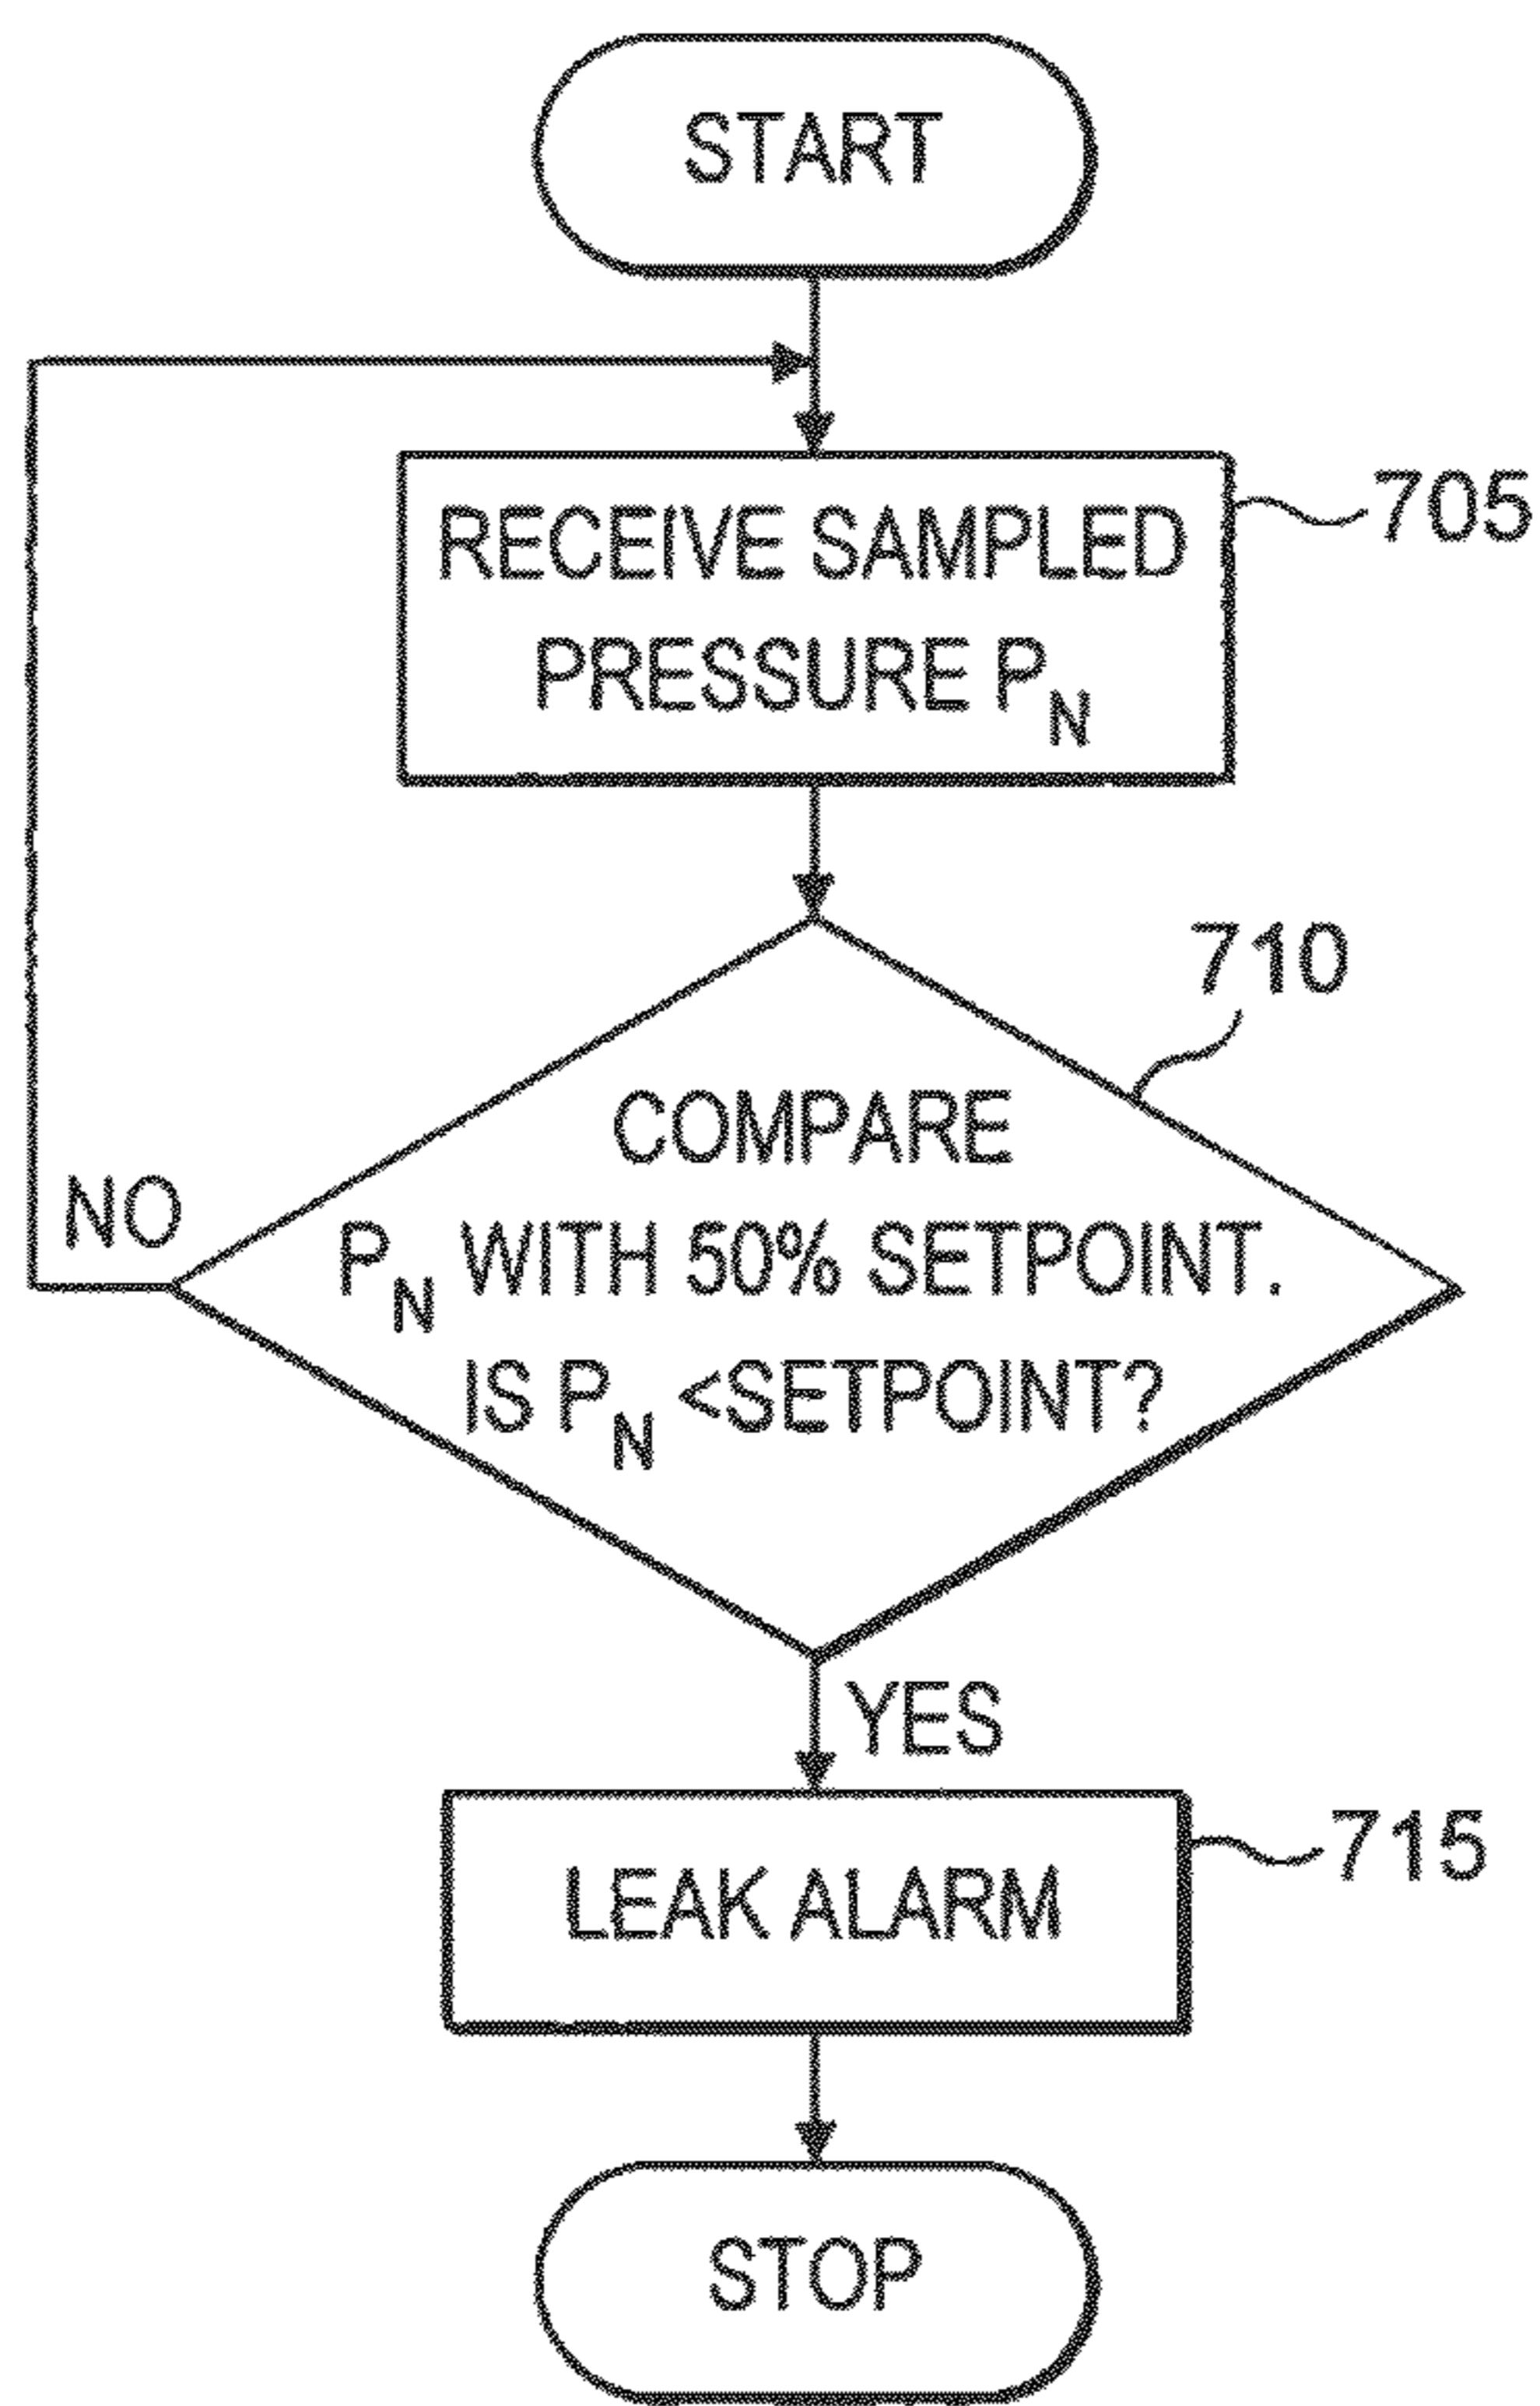 START
RECEIVE SAMPLED
PRESSURE PN
705
710
COMPARE
PN WITH 50% SETPOINT.
IS PN <SETPOINT?
NO
YES
LEAK ALARM
715
STOP